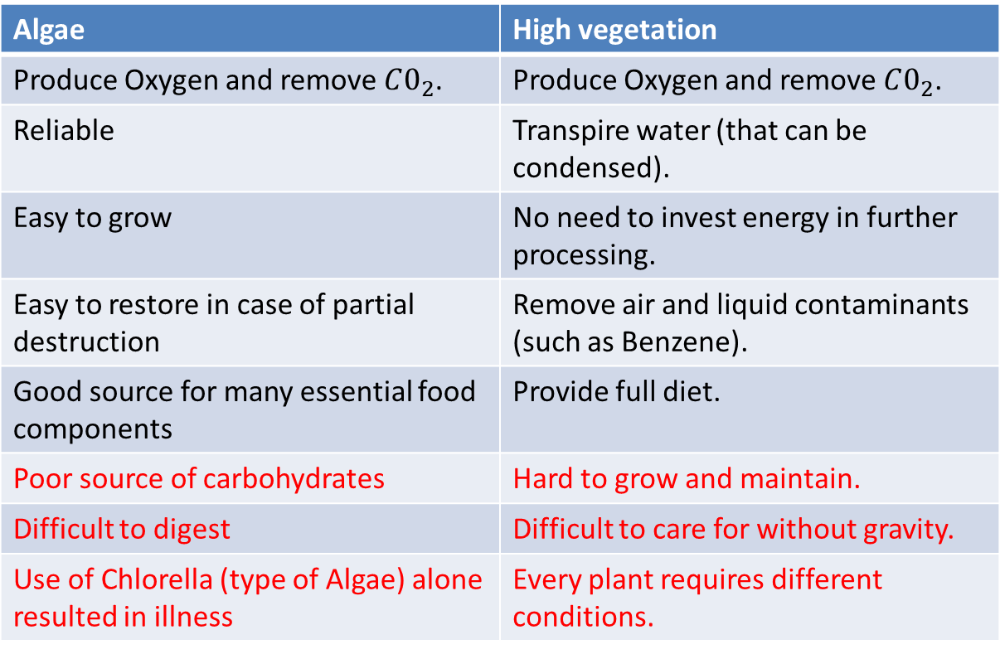 Algae
High vegetation
Produce Oxygen and remove C0₂.
Produce Oxygen and remove C0₂.
Reliable
Transpire water (that can be
condensed).
Easy to grow
No need to invest energy in further
processing.
Easy to restore in case of partial
destruction
Remove air and liquid contaminants
(such as Benzene).
Good source for many essential food
components
Provide full diet.
Poor source of carbohydrates
Hard to grow and maintain.
Difficult to digest
Difficult to care for without gravity.
Use of Chlorella (type of Algae) alone
resulted in illness
Every plant requires different
conditions.